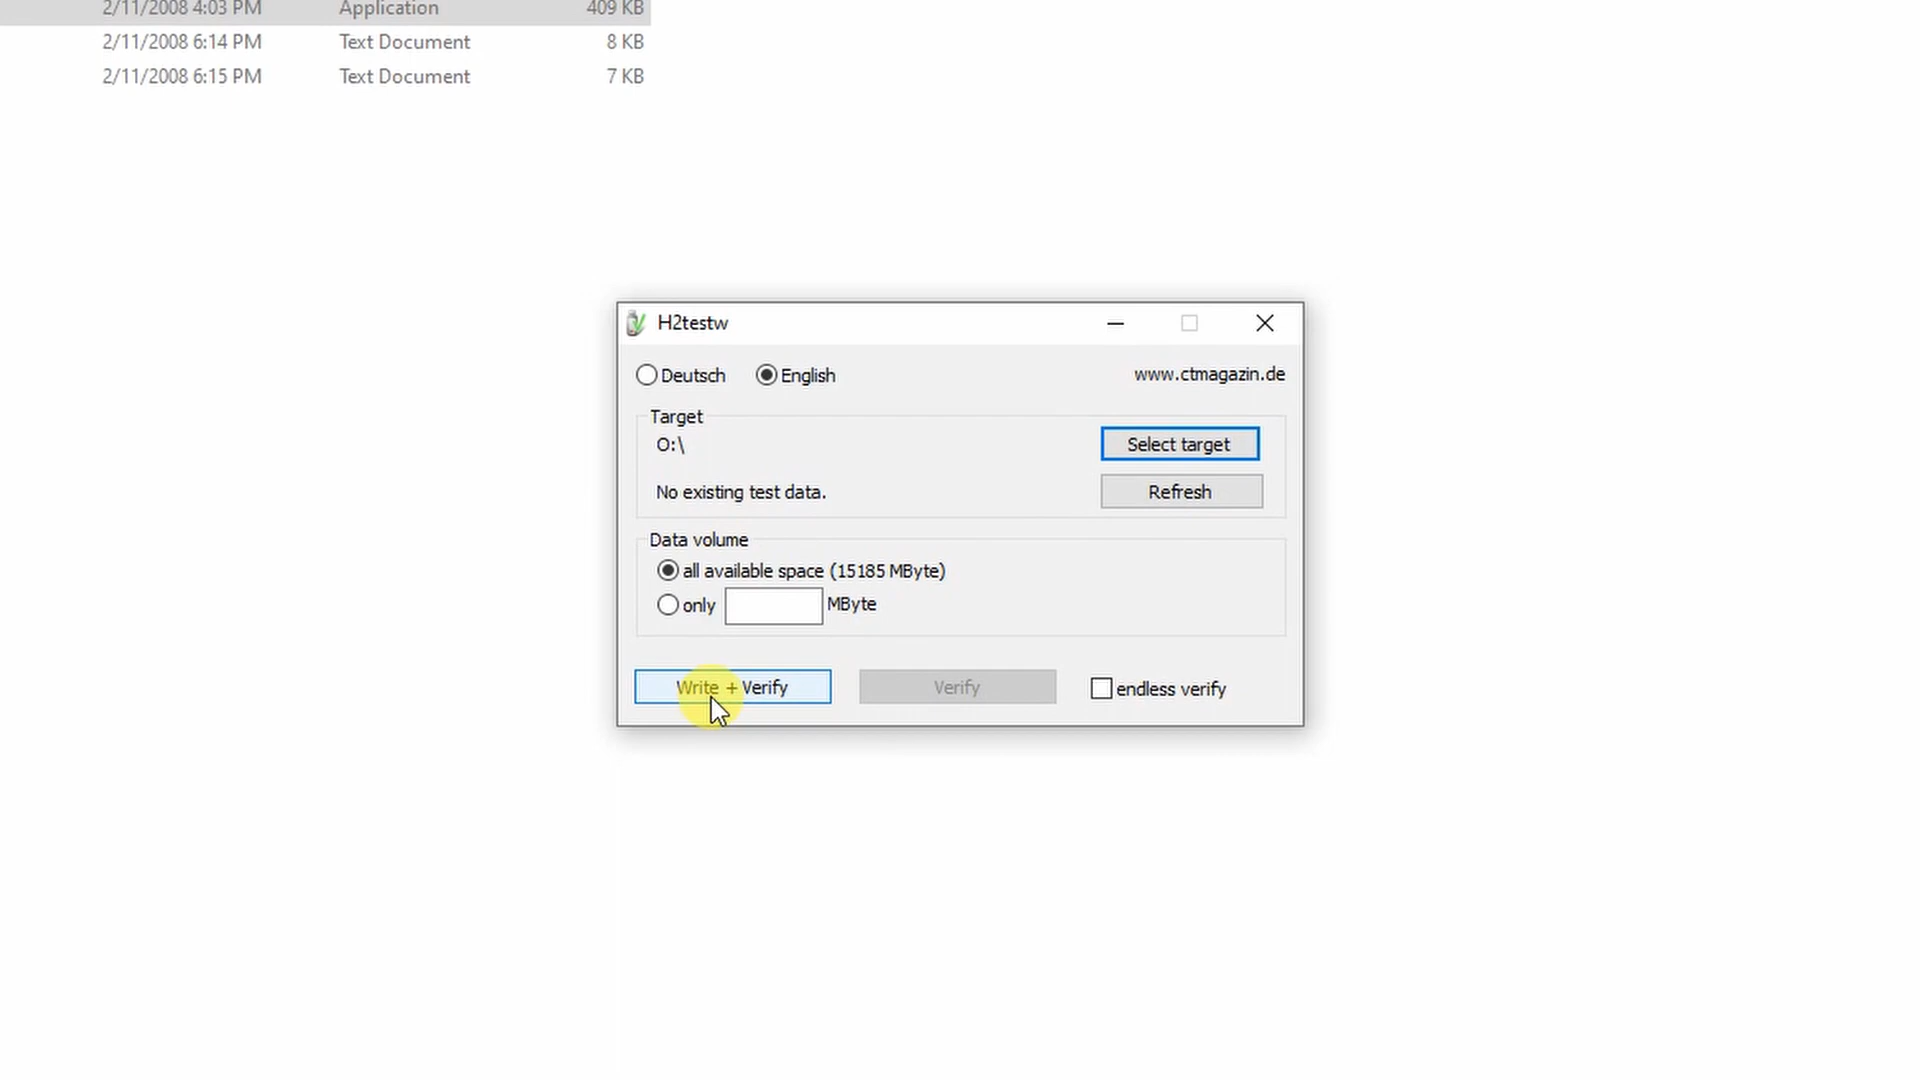 2/11/2008 4:03 PM Application 409 KB
2/11/2008 6:14 PM Text Document 8 KB
2/11/2008 6:15 PM Text Document 7 KB
H2testw
Deutsch English www.ctmagazin.de
Target
O:\ Select target
No existing test data. Refresh
Data volume
all available space (15185 MByte)
only MByte
Write + Verify Verify endless verify